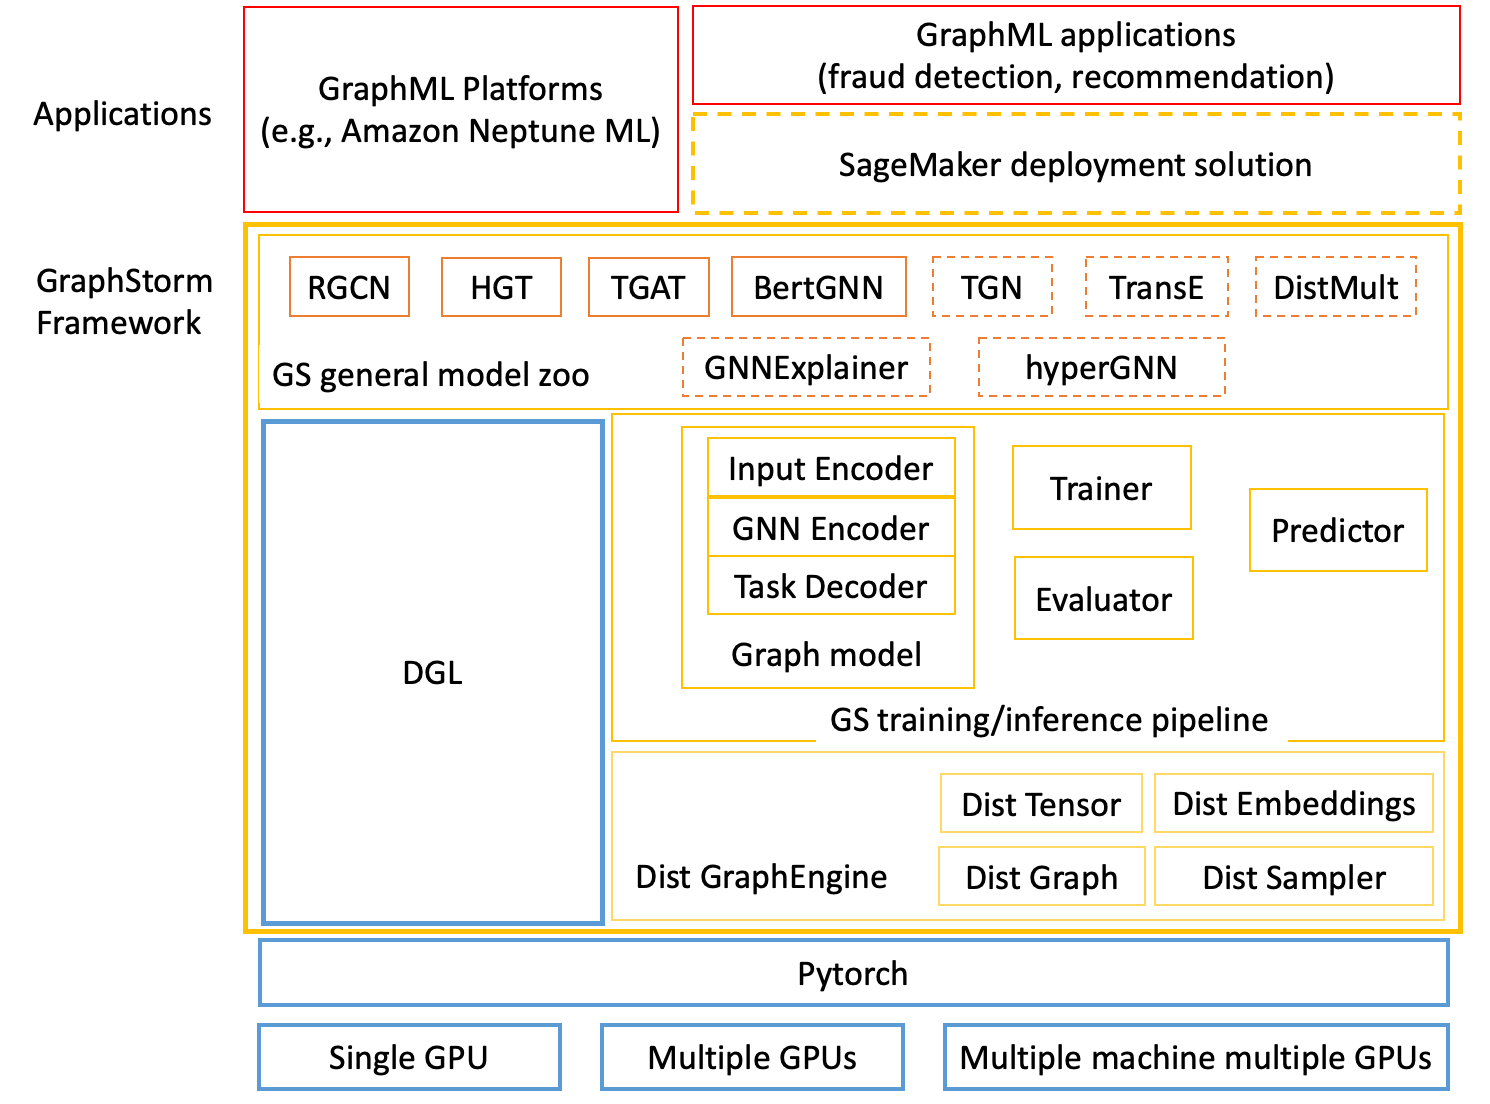 Applications
GraphML Platforms
(e.g., Amazon Neptune ML)
GraphML applications
(fraud detection, recommendation)
SageMaker deployment solution
GraphStorm
Framework
RGCN
HGT
TGAT
BertGNN
TGN
TransE
DistMult
GS general model zoo
GNNExplainer
hyperGNN
DGL
Input Encoder
GNN Encoder
Task Decoder
Graph model
Trainer
Evaluator
Predictor
GS training/inference pipeline
Dist GraphEngine
Dist Tensor
Dist Embeddings
Dist Graph
Dist Sampler
Pytorch
Single GPU
Multiple GPUs
Multiple machine multiple GPUs